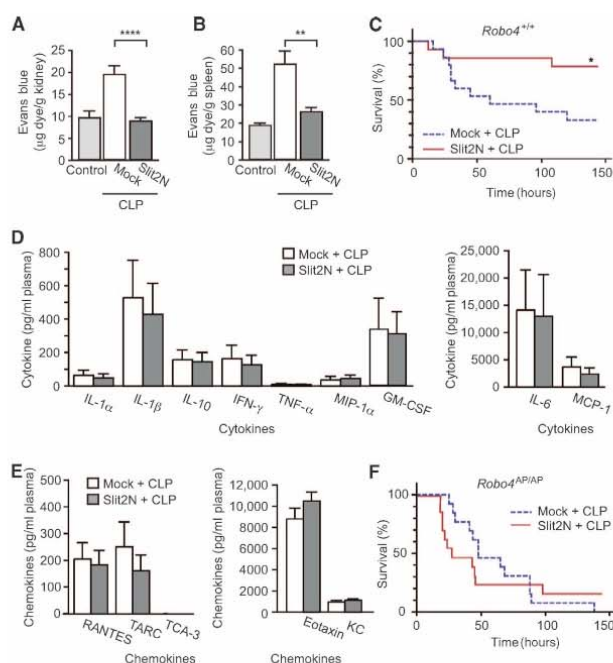 A
Evans blue
(μg dye/g kidney)
25
20
15
10
5
0
****
Control
Mock
Slit2N
CLP
B
Evans blue
(μg dye/g spleen)
60
50
40
30
20
10
0
**
Control
Mock
Slit2N
CLP
C
Robo4+/+
Survival (%)
100
50
0
*
Mock + CLP
Slit2N + CLP
0 50 100 150
Time (hours)
D
Cytokine (pg/ml plasma)
800
600
400
200
0
Mock + CLP
Slit2N + CLP
IL-1α IL-1β IL-10 IFN-γ TNF-α MIP-1α GM-CSF
Cytokines
Cytokine (pg/ml plasma)
25,000
20,000
15,000
10,000
5000
0
IL-6 MCP-1
Cytokines
E
Chemokines (pg/ml plasma)
500
400
300
200
100
0
Mock + CLP
Slit2N + CLP
RANTES TARC TCA-3
Chemokines
Chemokines (pg/ml plasma)
12,000
10,000
8000
6000
4000
2000
0
Eotaxin KC
Chemokines
F
Robo4AP/AP
Survival (%)
100
50
0
Mock + CLP
Slit2N + CLP
0 50 100 150
Time (hours)